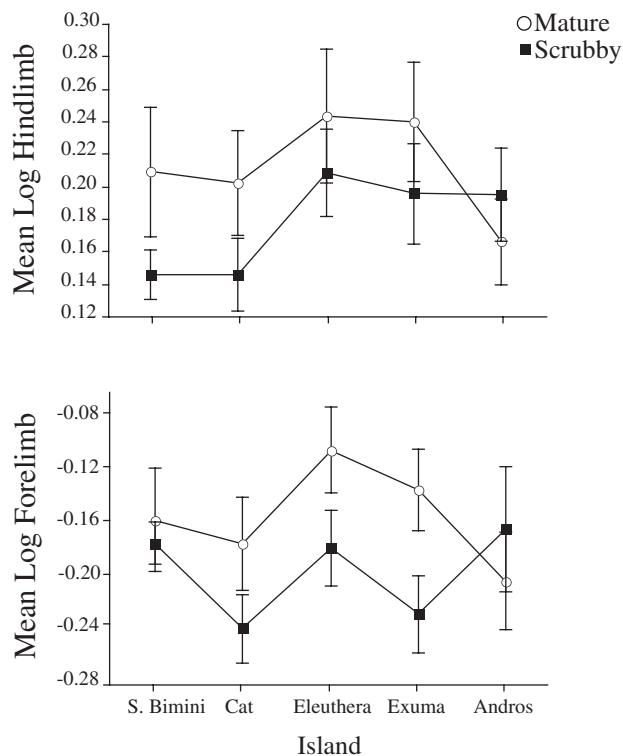 Mature
Scrubby
Mean Log Hindlimb
0.30
0.28
0.26
0.24
0.22
0.20
0.18
0.16
0.14
0.12
Mean Log Forelimb
-0.08
-0.12
-0.16
-0.20
-0.24
-0.28
S. Bimini Cat Eleuthera Exuma Andros
Island